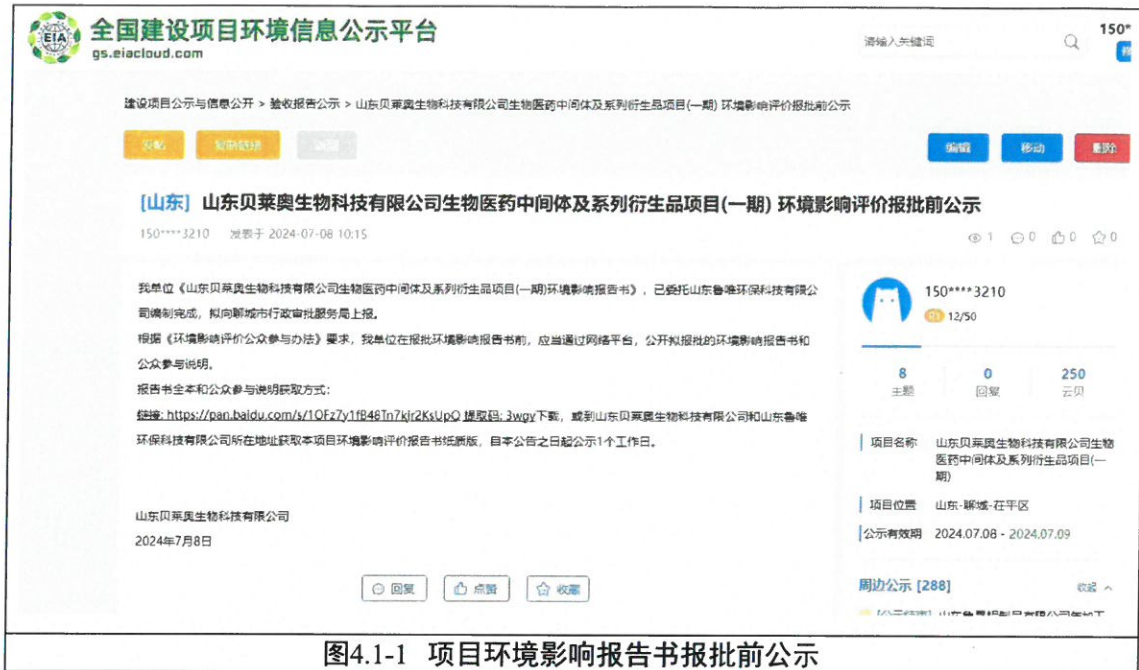 EIA
全国建设项目环境信息公示平台
gs.eiacloud.com
请输入关键词
150*
建设项目公示与信息公开 > 验收报告公示 > 山东贝莱奥生物科技有限公司生物医药中间体及系列衍生品项目(一期) 环境影响评价报批前公示
发帖 复制链接
编辑 移动 删除
[山东] 山东贝莱奥生物科技有限公司生物医药中间体及系列衍生品项目(一期) 环境影响评价报批前公示
150****3210 发表于 2024-07-08 10:15
1 0 0 0
我单位《山东贝莱奥生物科技有限公司生物医药中间体及系列衍生品项目(一期)环境影响报告书》，已委托山东鲁唯环保科技有限公
司编制完成，拟向聊城市行政审批服务局上报。
根据《环境影响评价公众参与办法》要求，我单位在报批环境影响报告书前，应当通过网络平台，公开拟报批的环境影响报告书和
公众参与说明。
报告书全本和公众参与说明获取方式：
链接: https://pan.baidu.com/s/1OFz7y1fB48Tn7kjr2KsUpQ 提取码: 3wgy下载，或到山东贝莱奥生物科技有限公司和山东鲁唯
环保科技有限公司所在地址获取本项目环境影响评价报告书纸质版，自本公告之日起公示1个工作日。
山东贝莱奥生物科技有限公司
2024年7月8日
回复 点赞 收藏
150****3210
12/50
8 0 250
主题 回复 云贝
项目名称 山东贝莱奥生物科技有限公司生物
医药中间体及系列衍生品项目(一
期)
项目位置 山东-聊城-茌平区
公示有效期 2024.07.08 - 2024.07.09
周边公示 [288] 收起
图4.1-1 项目环境影响报告书报批前公示